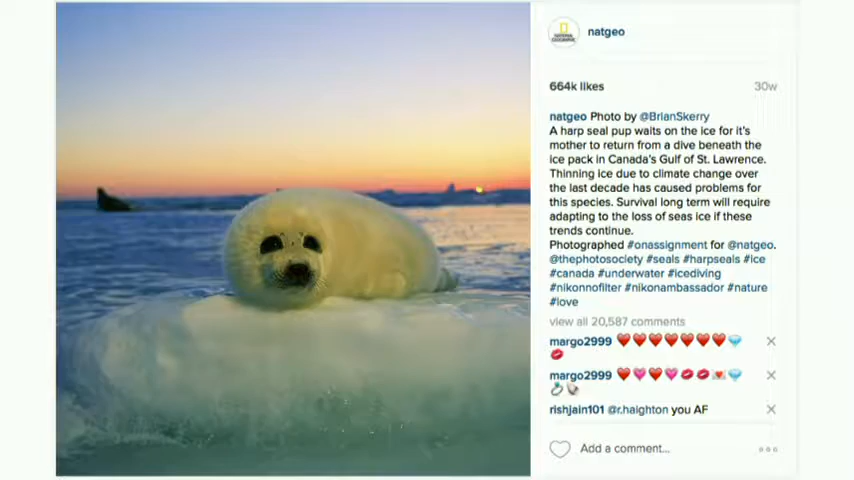 NATIONAL GEOGRAPHIC
natgeo
664k likes
30w
natgeo Photo by @BrianSkerry
A harp seal pup waits on the ice for it's
mother to return from a dive beneath the
ice pack in Canada's Gulf of St. Lawrence.
Thinning ice due to climate change over
the last decade has caused problems for
this species. Survival long term will require
adapting to the loss of seas ice if these
trends continue.
Photographed #onassignment for @natgeo.
@thephotosociety #seals #harpseals #ice
#canada #underwater #icediving
#nikonnofilter #nikonambassador #nature
#love
view all 20,587 comments
margo2999 ❤️❤️❤️❤️❤️❤️❤️💎
💋
margo2999 ❤️💗❤️💗💋💋💌💎
💍🐚
rishjain101 @r.haighton you AF
Add a comment...